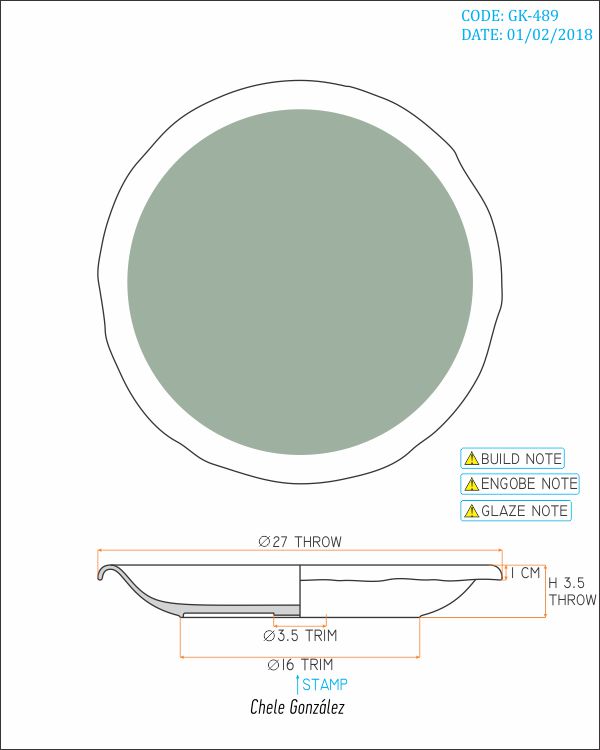 CODE: GK-489
DATE: 01/02/2018
BUILD NOTE
ENGOBE NOTE
GLAZE NOTE
∅27 THROW
1 CM
H 3.5
THROW
∅3.5 TRIM
∅16 TRIM
STAMP
Chele González